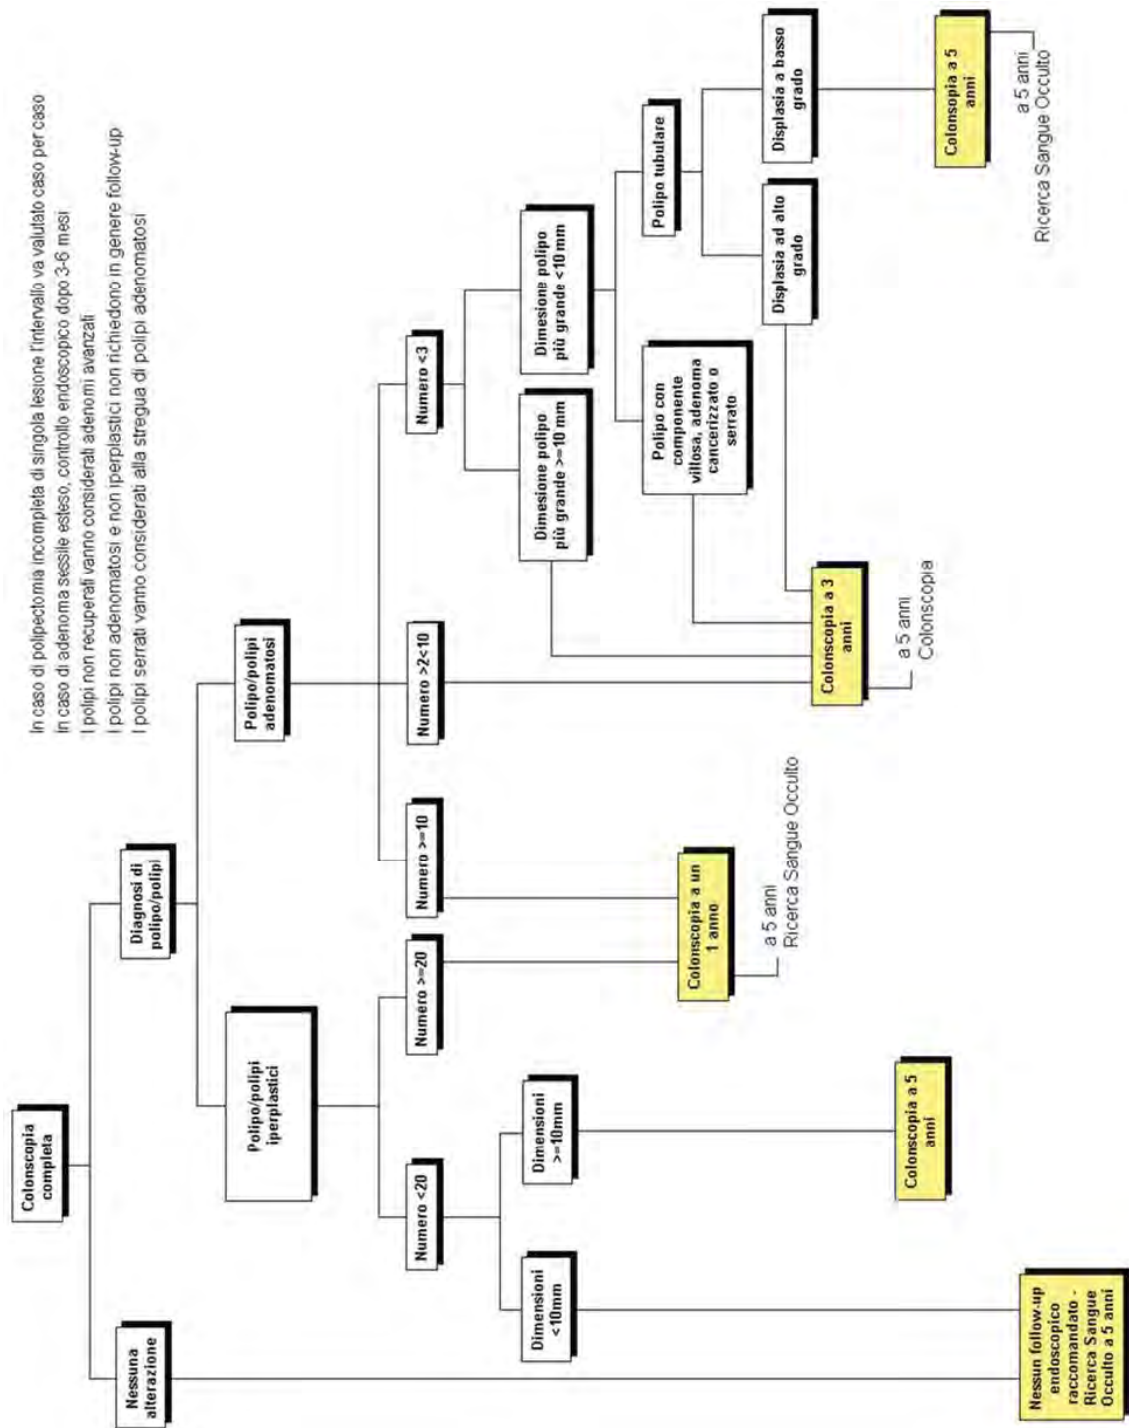 In caso di polipectomia incompleta di singola lesione l'intervallo va valutato caso per caso
In caso di adenoma sessile esteso, controllo endoscopico dopo 3-6 mesi
I polipi non recuperati vanno considerati adenomi avanzati
I polipi non adenomatosi e non iperplastici non richiedono in genere follow-up
I polipi serrati vanno considerati alla stregua di polipi adenomatosi
Colonscopia
completa
Nessuna
alterazione
Diagnosi di
polipo/polipi
Polipo/polipi
iperplastici
Polipo/polipi
adenomatosi
Numero <20
Numero >=20
Numero >=10
Numero >2<10
Numero <3
Dimensioni
<10mm
Dimensioni
>=10mm
Dimesione polipo
più grande >=10 mm
Dimesione polipo
più grande <10 mm
Polipo con
componente
villosa, adenoma
cancerizzato o
serrato
Polipo tubulare
Displasia ad alto
grado
Displasia a basso
grado
Colonscopia a un
1 anno
a 5 anni
Ricerca Sangue Occulto
Colonscopia a 3
anni
a 5 anni
Colonscopia
Colonscopia a 5
anni
Colonsopia a 5
anni
a 5 anni
Ricerca Sangue Occulto
Nessun follow-up
endoscopico
raccomandato -
Ricerca Sangue
Occulto a 5 anni